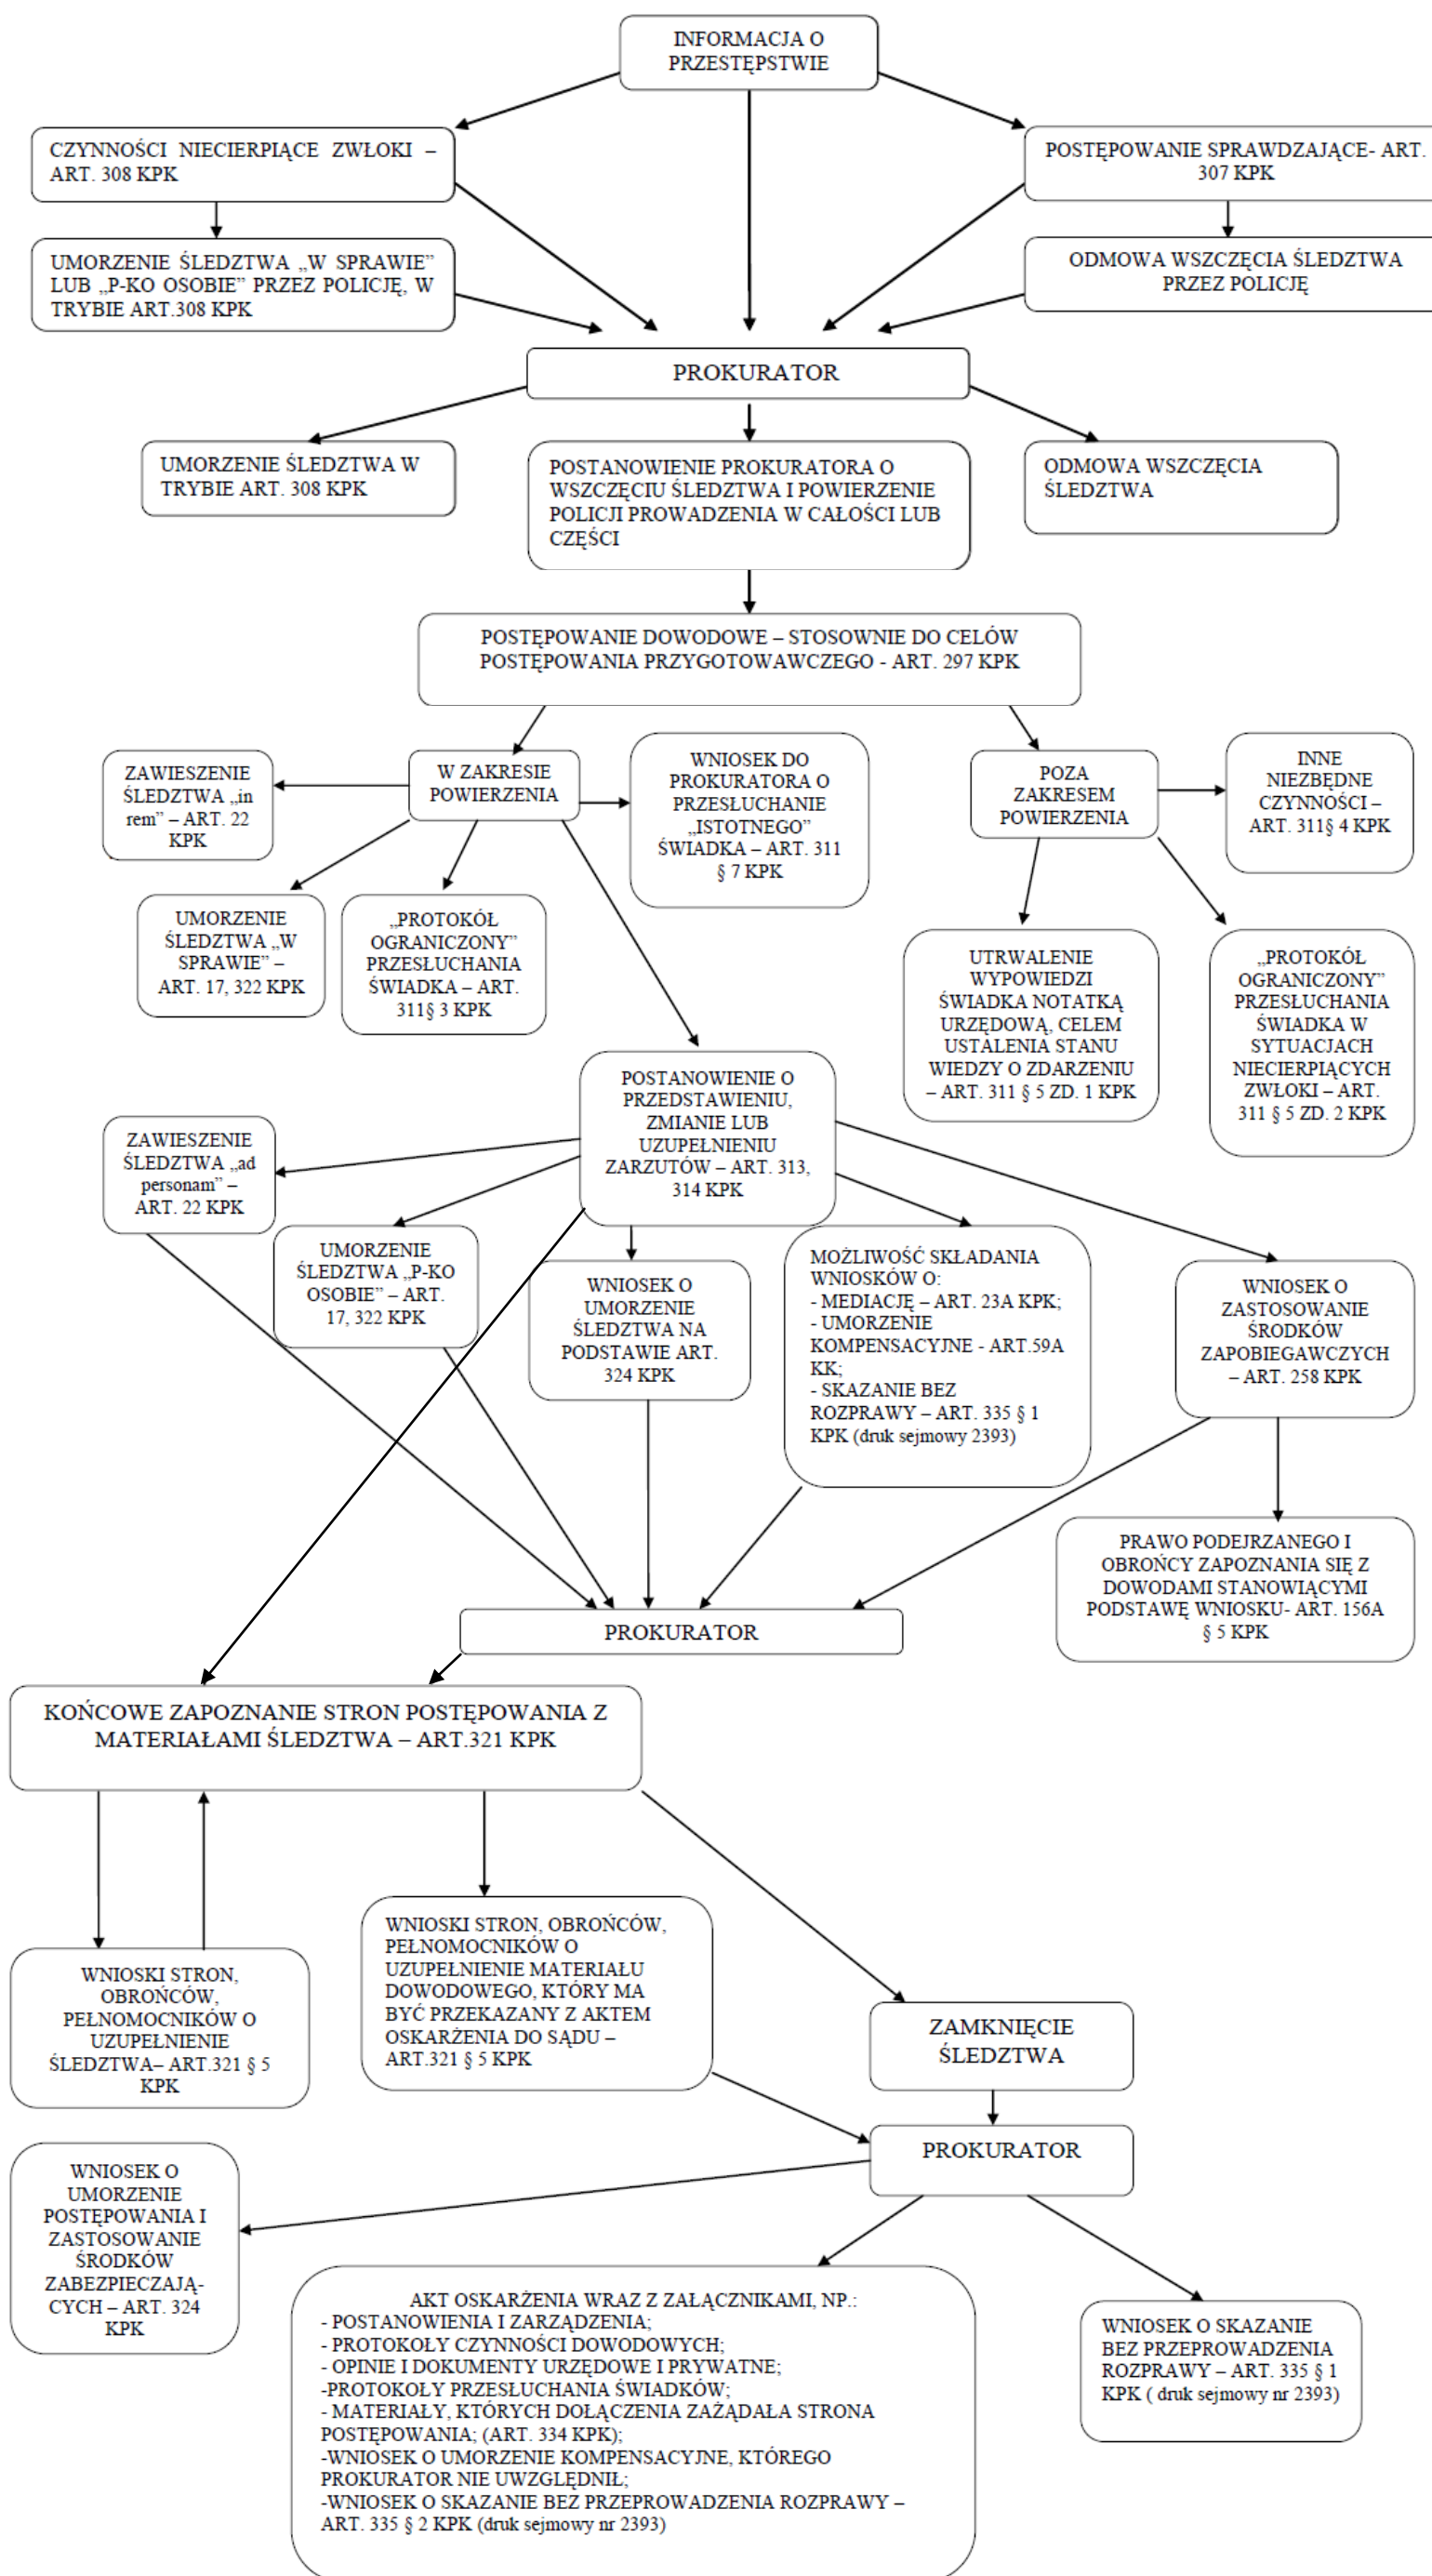 INFORMACJA O
PRZESTĘPSTWIE
CZYNNOŚCI NIECIERPIĄCE ZWŁOKI –
ART. 308 KPK
POSTĘPOWANIE SPRAWDZAJĄCE- ART.
307 KPK
UMORZENIE ŚLEDZTWA „W SPRAWIE”
LUB „P-KO OSOBIE” PRZEZ POLICJĘ, W
TRYBIE ART.308 KPK
ODMOWA WSZCZĘCIA ŚLEDZTWA
PRZEZ POLICJĘ
PROKURATOR
UMORZENIE ŚLEDZTWA W
TRYBIE ART. 308 KPK
POSTANOWIENIE PROKURATORA O
WSZCZĘCIU ŚLEDZTWA I POWIERZENIE
POLICJI PROWADZENIA W CAŁOŚCI LUB
CZĘŚCI
ODMOWA WSZCZĘCIA
ŚLEDZTWA
POSTĘPOWANIE DOWODOWE – STOSOWNIE DO CELÓW
POSTĘPOWANIA PRZYGOTOWAWCZEGO - ART. 297 KPK
ZAWIESZENIE
ŚLEDZTWA „in
rem” – ART. 22
KPK
W ZAKRESIE
POWIERZENIA
WNIOSEK DO
PROKURATORA O
PRZESŁUCHANIE
„ISTOTNEGO”
ŚWIADKA – ART. 311
§ 7 KPK
POZA
ZAKRESEM
POWIERZENIA
INNE
NIEZBĘDNE
CZYNNOŚCI –
ART. 311§ 4 KPK
UMORZENIE
ŚLEDZTWA „W
SPRAWIE” –
ART. 17, 322 KPK
„PROTOKÓŁ
OGRANICZONY”
PRZESŁUCHANIA
ŚWIADKA – ART.
311§ 3 KPK
UTRWALENIE
WYPOWIEDZI
ŚWIADKA NOTATKĄ
URZĘDOWĄ, CELEM
USTALENIA STANU
WIEDZY O ZDARZENIU
– ART. 311 § 5 ZD. 1 KPK
„PROTOKÓŁ
OGRANICZONY”
PRZESŁUCHANIA
ŚWIADKA W
SYTUACJACH
NIECIERPIĄCYCH
ZWŁOKI – ART.
311 § 5 ZD. 2 KPK
POSTANOWIENIE O
PRZEDSTAWIENIU,
ZMIANIE LUB
UZUPEŁNIENIU
ZARZUTÓW – ART. 313,
314 KPK
ZAWIESZENIE
ŚLEDZTWA „ad
personam” –
ART. 22 KPK
UMORZENIE
ŚLEDZTWA „P-KO
OSOBIE” – ART.
17, 322 KPK
WNIOSEK O
UMORZENIE
ŚLEDZTWA NA
PODSTAWIE ART.
324 KPK
MOŻLIWOŚĆ SKŁADANIA
WNIOSKÓW O:
- MEDIACJĘ – ART. 23A KPK;
- UMORZENIE
KOMPENSACYJNE - ART.59A
KK;
- SKAZANIE BEZ
ROZPRAWY – ART. 335 § 1
KPK (druk sejmowy 2393)
WNIOSEK O
ZASTOSOWANIE
ŚRODKÓW
ZAPOBIEGAWCZYCH
– ART. 258 KPK
PRAWO PODEJRZANEGO I
OBROŃCY ZAPOZNANIA SIĘ Z
DOWODAMI STANOWIĄCYMI
PODSTAWĘ WNIOSKU- ART. 156A
§ 5 KPK
PROKURATOR
KOŃCOWE ZAPOZNANIE STRON POSTĘPOWANIA Z
MATERIAŁAMI ŚLEDZTWA – ART.321 KPK
WNIOSKI STRON,
OBROŃCÓW,
PEŁNOMOCNIKÓW O
UZUPEŁNIENIE
ŚLEDZTWA– ART.321 § 5
KPK
WNIOSKI STRON, OBROŃCÓW,
PEŁNOMOCNIKÓW O
UZUPEŁNIENIE MATERIAŁU
DOWODOWEGO, KTÓRY MA
BYĆ PRZEKAZANY Z AKTEM
OSKARŻENIA DO SĄDU –
ART.321 § 5 KPK
ZAMKNIĘCIE
ŚLEDZTWA
PROKURATOR
WNIOSEK O
UMORZENIE
POSTĘPOWANIA I
ZASTOSOWANIE
ŚRODKÓW
ZABEZPIECZAJĄ-
CYCH – ART. 324
KPK
AKT OSKARŻENIA WRAZ Z ZAŁĄCZNIKAMI, NP.:
- POSTANOWIENIA I ZARZĄDZENIA;
- PROTOKOŁY CZYNNOŚCI DOWODOWYCH;
- OPINIE I DOKUMENTY URZĘDOWE I PRYWATNE;
-PROTOKOŁY PRZESŁUCHANIA ŚWIADKÓW;
- MATERIAŁY, KTÓRYCH DOŁĄCZENIA ZAŻĄDAŁA STRONA
POSTĘPOWANIA; (ART. 334 KPK);
-WNIOSEK O UMORZENIE KOMPENSACYJNE, KTÓREGO
PROKURATOR NIE UWZGLĘDNIŁ;
-WNIOSEK O SKAZANIE BEZ PRZEPROWADZENIA ROZPRAWY –
ART. 335 § 2 KPK (druk sejmowy nr 2393)
WNIOSEK O SKAZANIE
BEZ PRZEPROWADZENIA
ROZPRAWY – ART. 335 § 1
KPK ( druk sejmowy nr 2393)